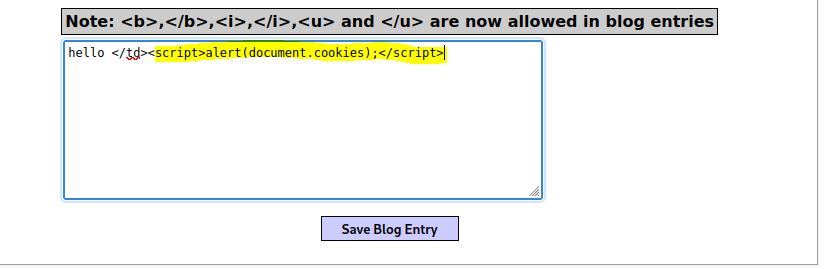 Note: <b>,</b>,<i>,</i>,<u> and </u> are now allowed in blog entries
hello </td><script>alert(document.cookies);</script>
Save Blog Entry